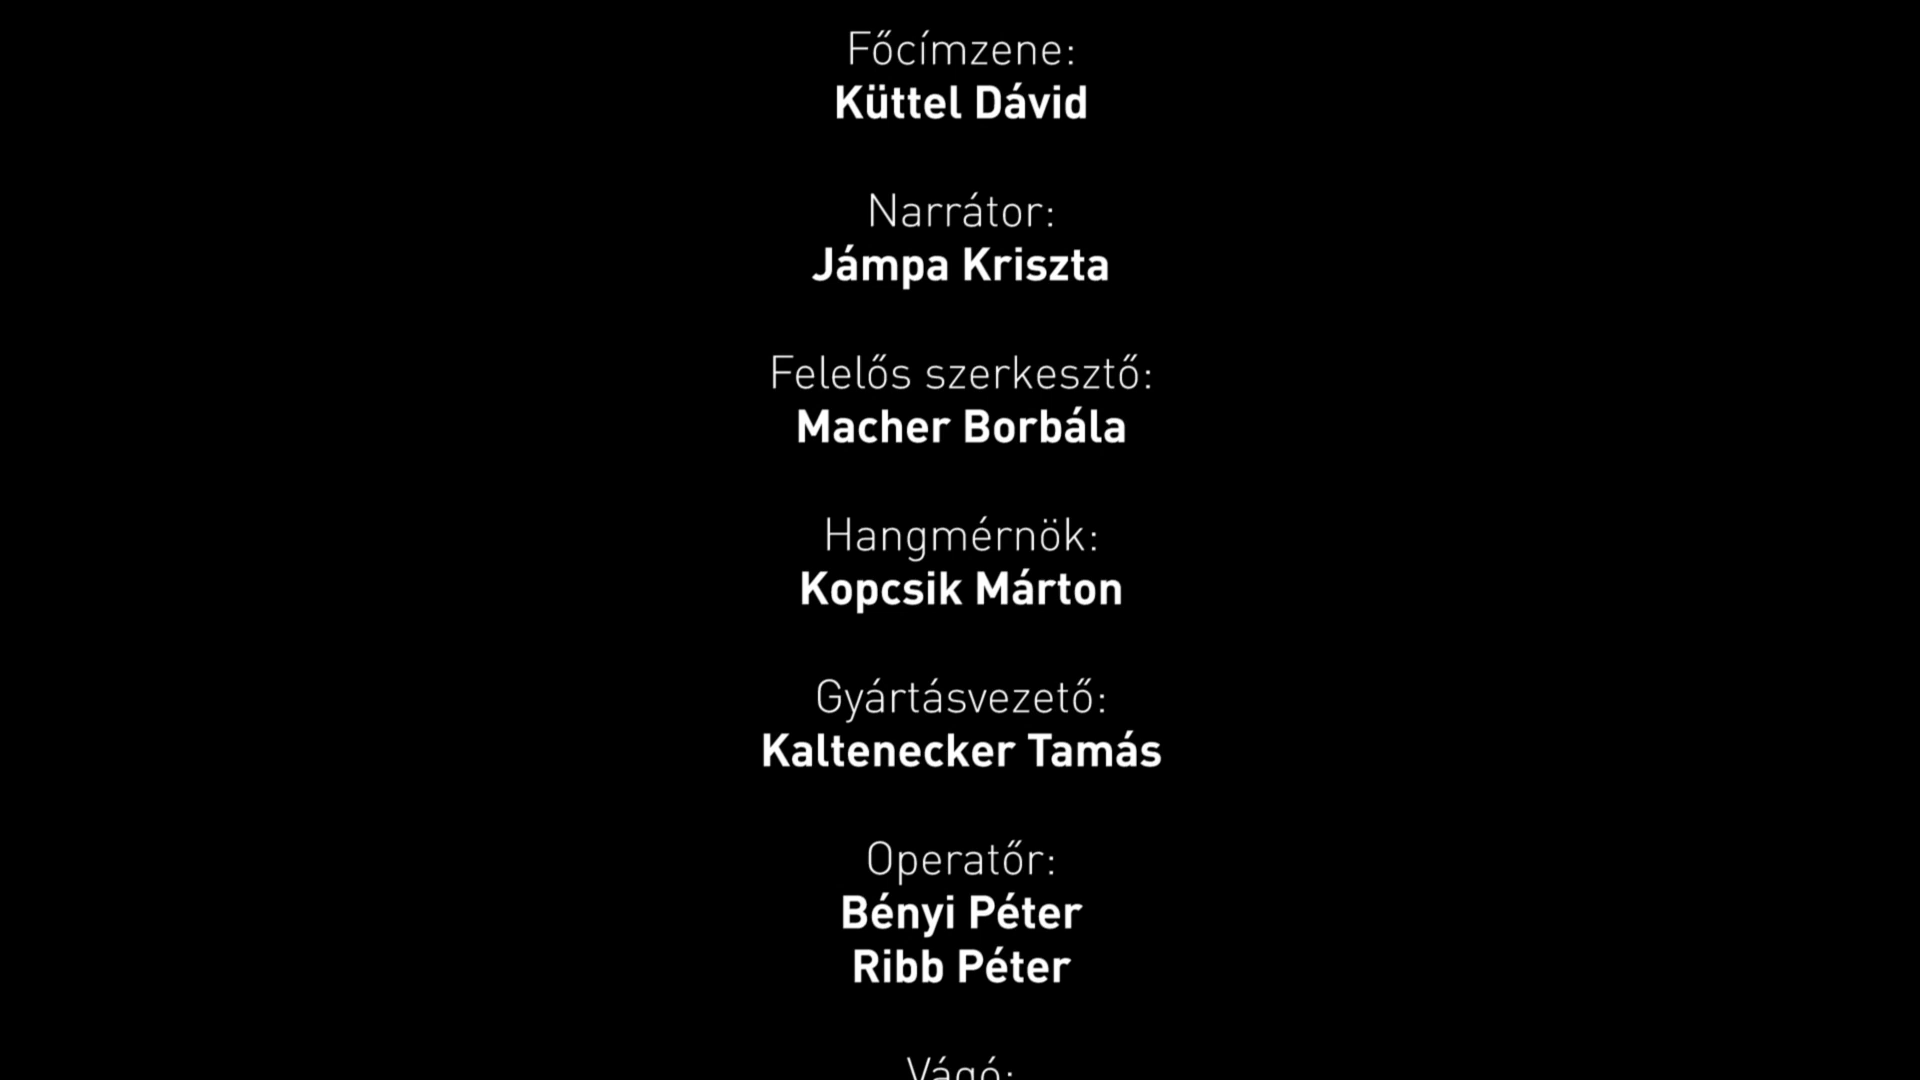 Főcímzene:
Küttel Dávid
Narrátor:
Jámpa Kriszta
Felelős szerkesztő:
Macher Borbála
Hangmérnök:
Kopcsik Márton
Gyártásvezető:
Kaltenecker Tamás
Operatőr:
Bényi Péter
Ribb Péter
Vágó: